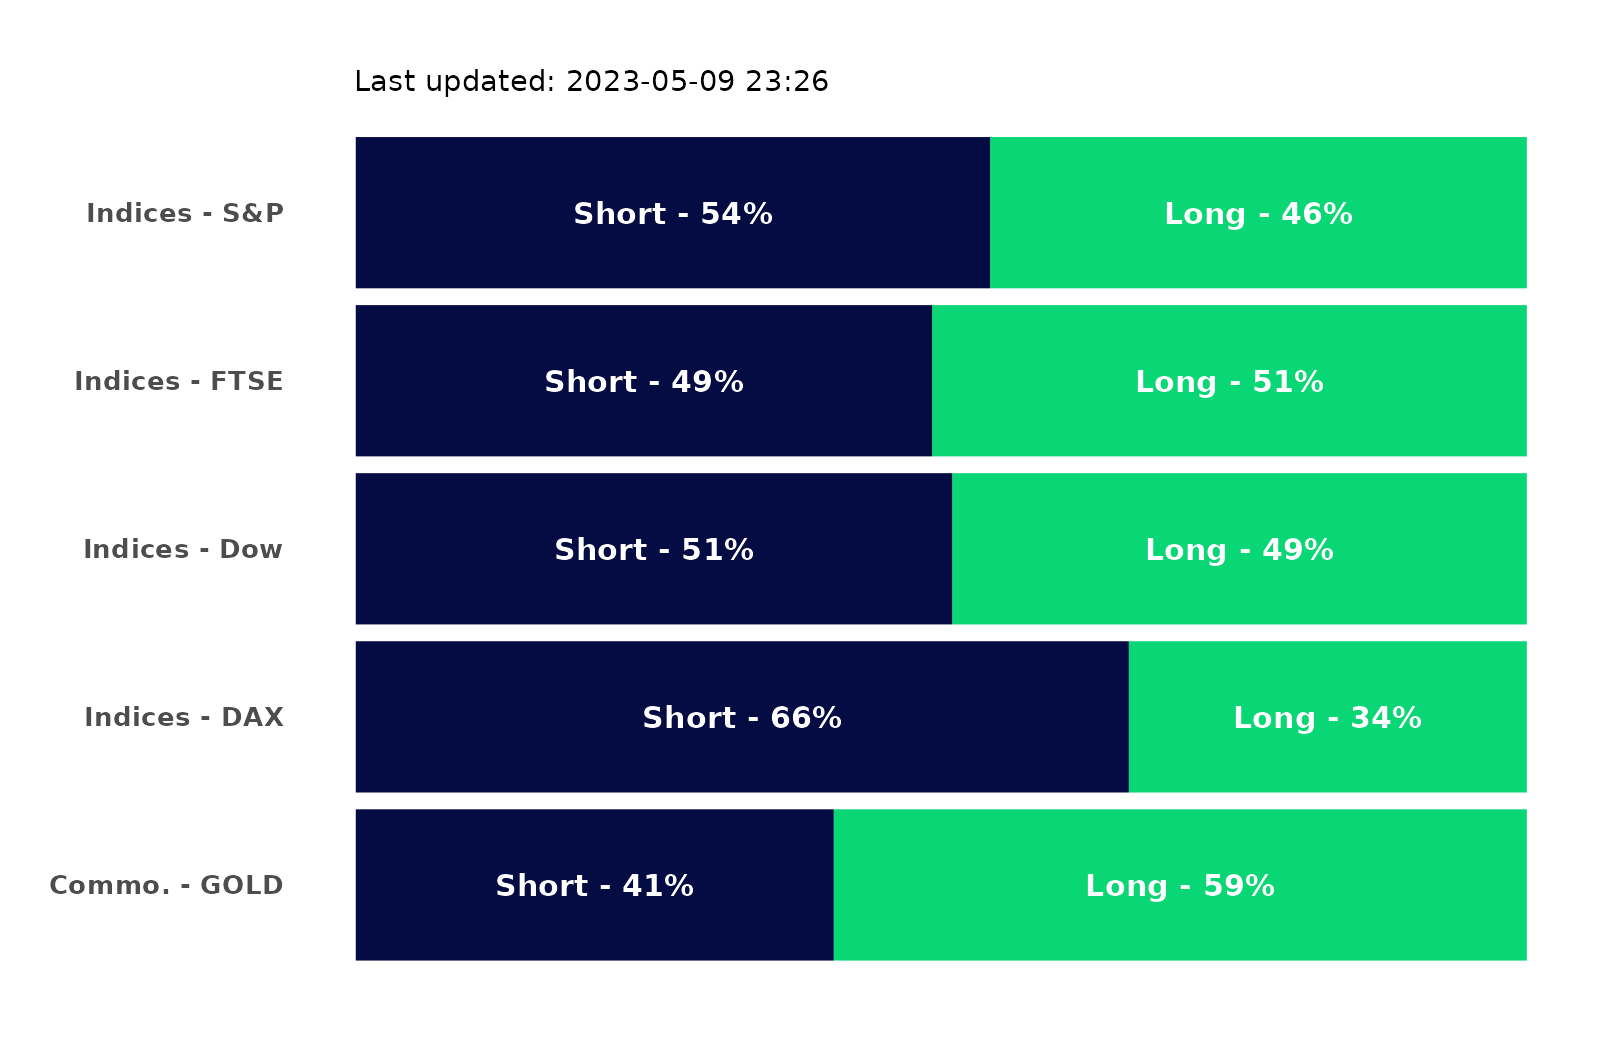 Last updated: 2023-05-09 23:26
Indices - S&P Short - 54% Long - 46%
Indices - FTSE Short - 49% Long - 51%
Indices - Dow Short - 51% Long - 49%
Indices - DAX Short - 66% Long - 34%
Commo. - GOLD Short - 41% Long - 59%